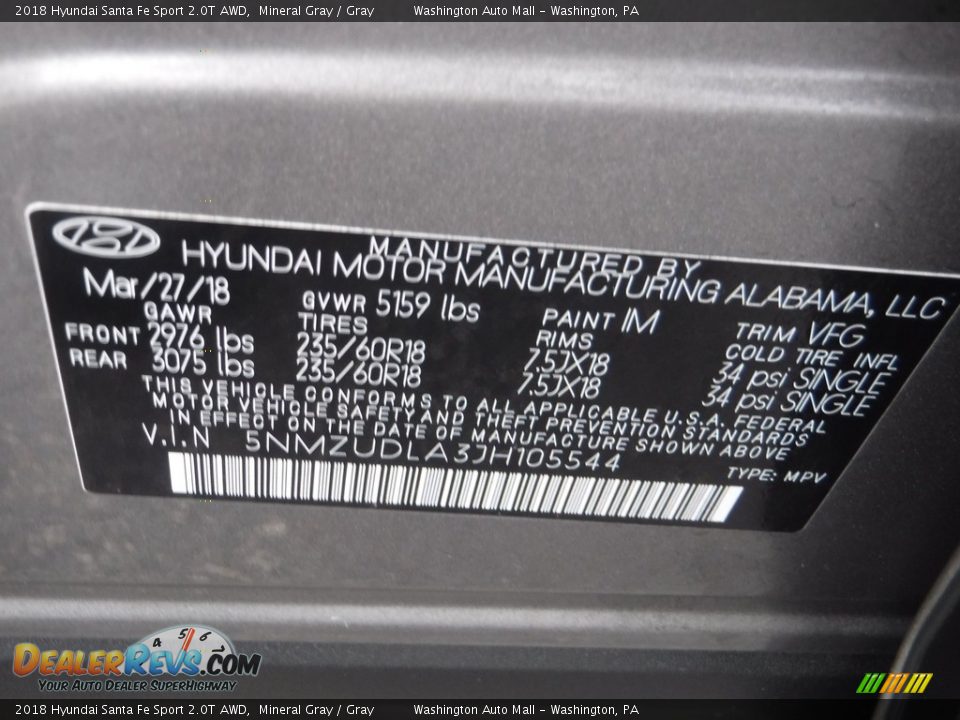 2018 Hyundai Santa Fe Sport 2.0T AWD, Mineral Gray / Gray Washington Auto Mall – Washington, PA
MANUFACTURED BY
HYUNDAI MOTOR MANUFACTURING ALABAMA, LLC
Mar/27/18 GVWR 5159 lbs PAINT IM TRIM VFG
GAWR TIRES RIMS COLD TIRE INFL
FRONT 2976 lbs 235/60R18 7.5JX18 34 psi SINGLE
REAR 3075 lbs 235/60R18 7.5JX18 34 psi SINGLE
THIS VEHICLE CONFORMS TO ALL APPLICABLE U.S.A. FEDERAL
MOTOR VEHICLE SAFETY AND THEFT PREVENTION STANDARDS
IN EFFECT ON THE DATE OF MANUFACTURE SHOWN ABOVE
V.I.N 5NMZUDLA3JH105544 TYPE: MPV
4 5 6 7
DEALERREVS.COM
YOUR AUTO DEALER SUPERHIGHWAY
2018 Hyundai Santa Fe Sport 2.0T AWD, Mineral Gray / Gray Washington Auto Mall – Washington, PA